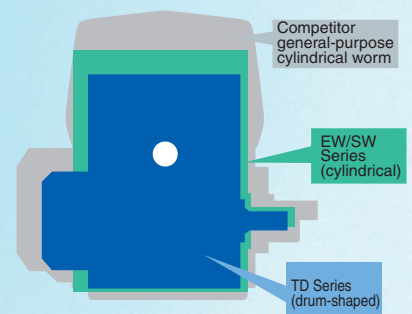 Competitor
general-purpose
cylindrical worm
EW/SW
Series
(cylindrical)
TD Series
(drum-shaped)